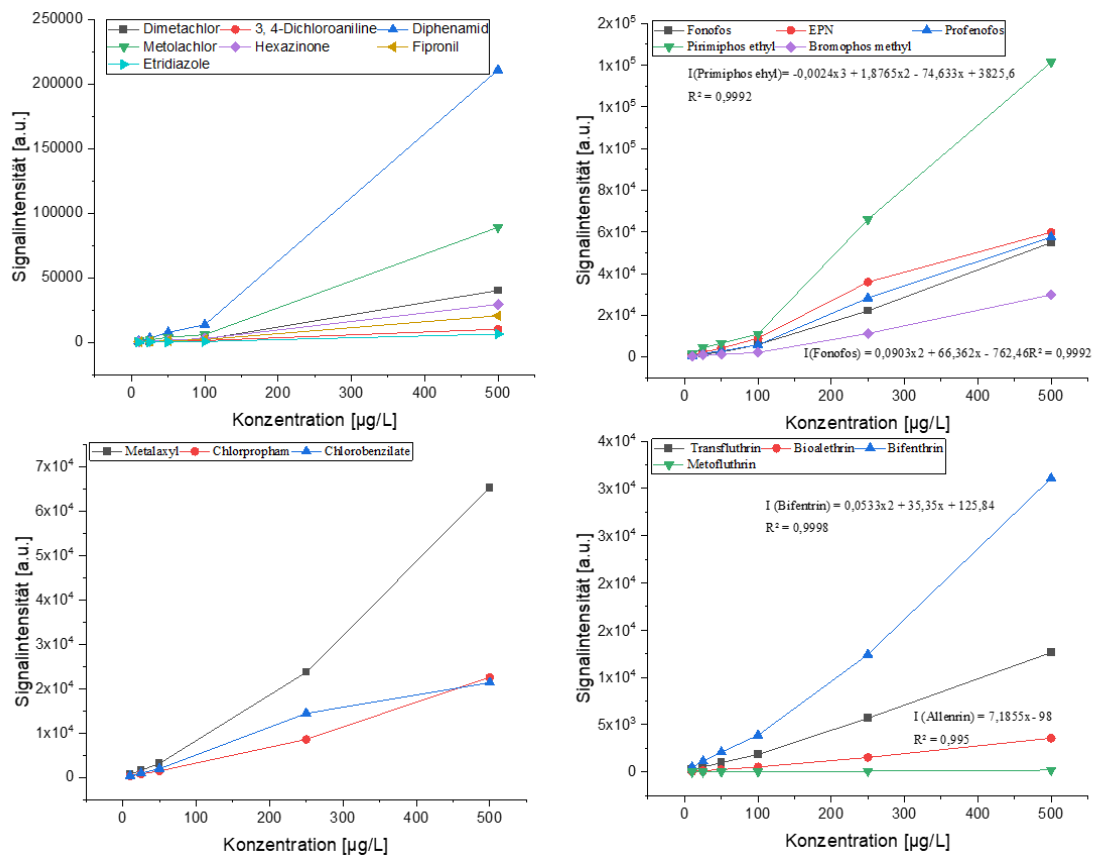 Dimetachlor 3, 4-Dichloroaniline Diphenamid
Metolachlor Hexazinone Fipronil
Etridiazole
250000
200000
150000
100000
50000
0
Signalintensität [a.u.]
0 100 200 300 400 500
Konzentration [µg/L]
Fonofos EPN Profenofos
Pirimiphos ethyl Bromophos methyl
I(Primiphos ehyl)= -0,0024x3 + 1,8765x2 - 74,633x + 3825,6
R² = 0,9992
I(Fonofos) = 0,0903x2 + 66,362x - 762,46R² = 0,9992
2x10⁵
1x10⁵
1x10⁵
8x10⁴
6x10⁴
4x10⁴
2x10⁴
0
Signalintensität [a.u.]
0 100 200 300 400 500
Konzentration [µg/L]
Metalaxyl Chlorpropham Chlorobenzilate
7x10⁴
6x10⁴
5x10⁴
4x10⁴
3x10⁴
2x10⁴
1x10⁴
0
Signalintensität [a.u.]
0 100 200 300 400 500
Konzentration [µg/L]
Transfluthrin Bioalethrin Bifenthrin
Metofluthrin
I (Bifentrin) = 0,0533x2 + 35,35x + 125,84
R² = 0,9998
I (Allenrin) = 7,1855x - 98
R² = 0,995
4x10⁴
3x10⁴
3x10⁴
2x10⁴
2x10⁴
1x10⁴
5x10³
0
Signalintensität [a.u.]
0 100 200 300 400 500
Konzentration [µg/L]